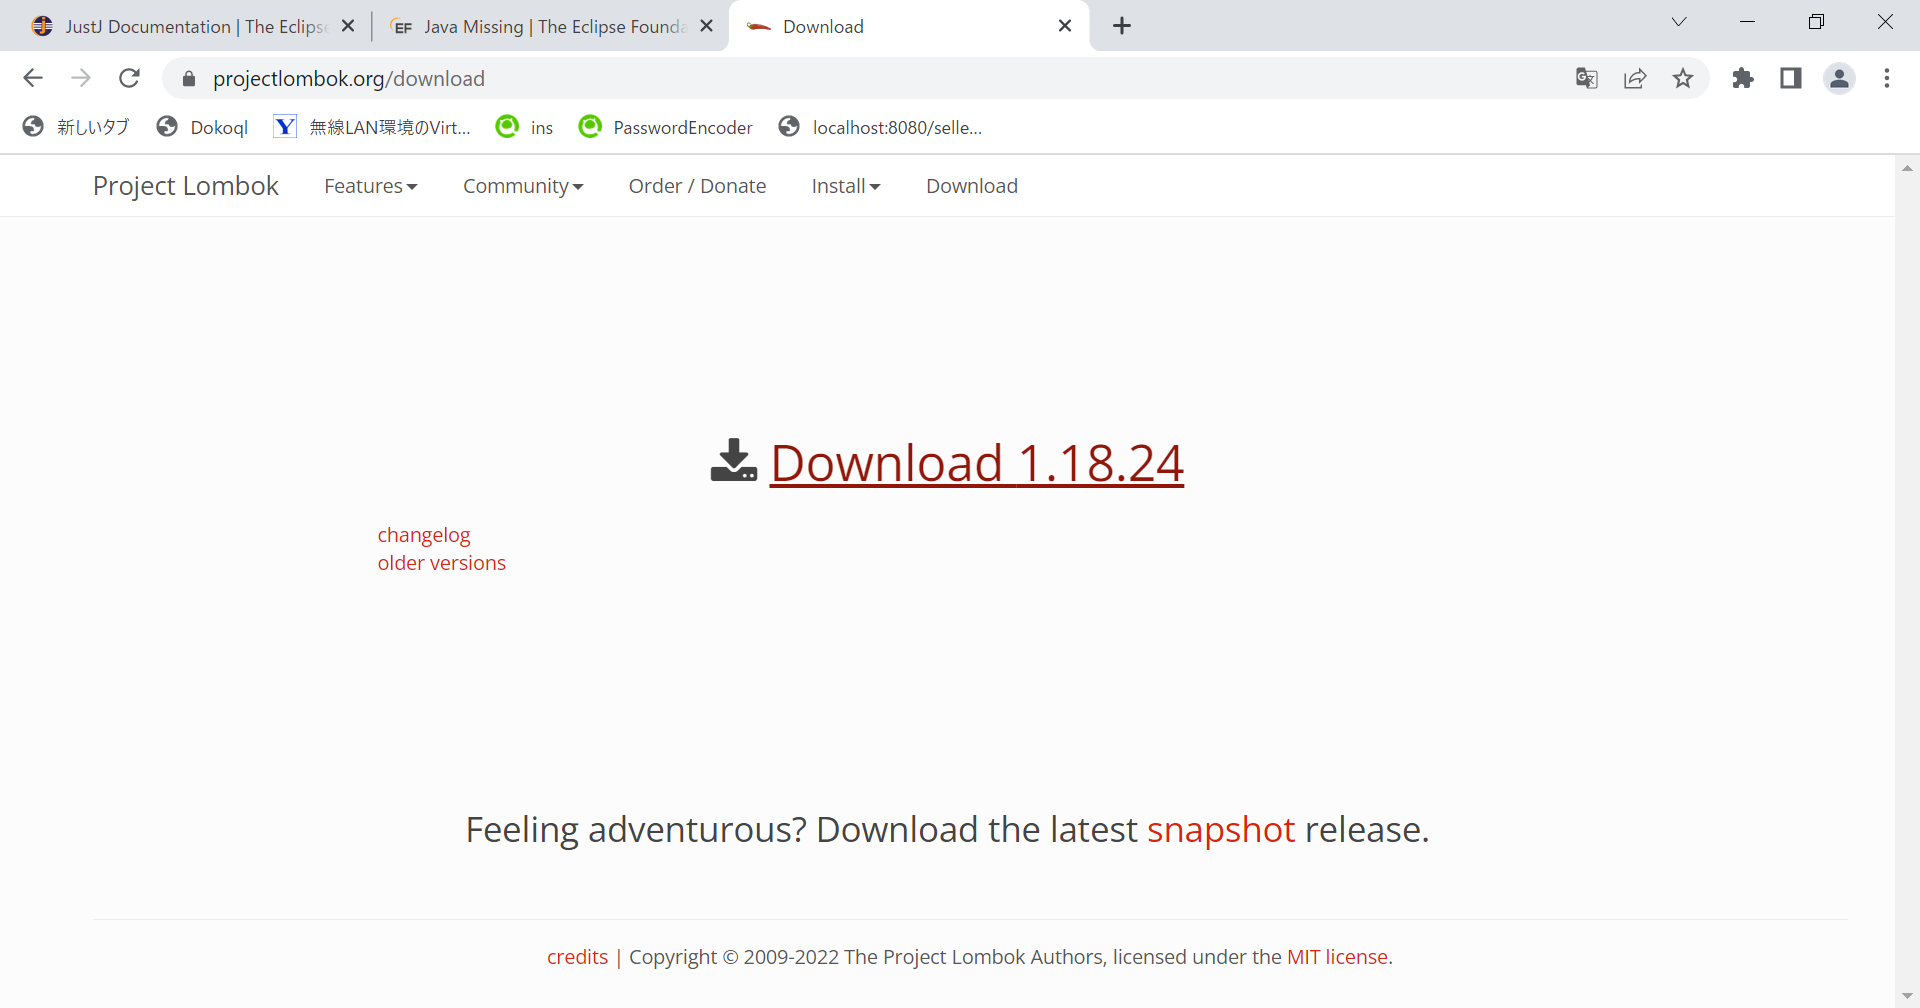 JustJ Documentation | The Eclips
Java Missing | The Eclipse Founda
Download
projectlombok.org/download
新しいタブ
Dokoql
無線LAN環境のVirt...
ins
PasswordEncoder
localhost:8080/selle...
Project Lombok
Features
Community
Order / Donate
Install
Download
Download 1.18.24
changelog
older versions
Feeling adventurous? Download the latest snapshot release.
credits | Copyright © 2009-2022 The Project Lombok Authors, licensed under the MIT license.